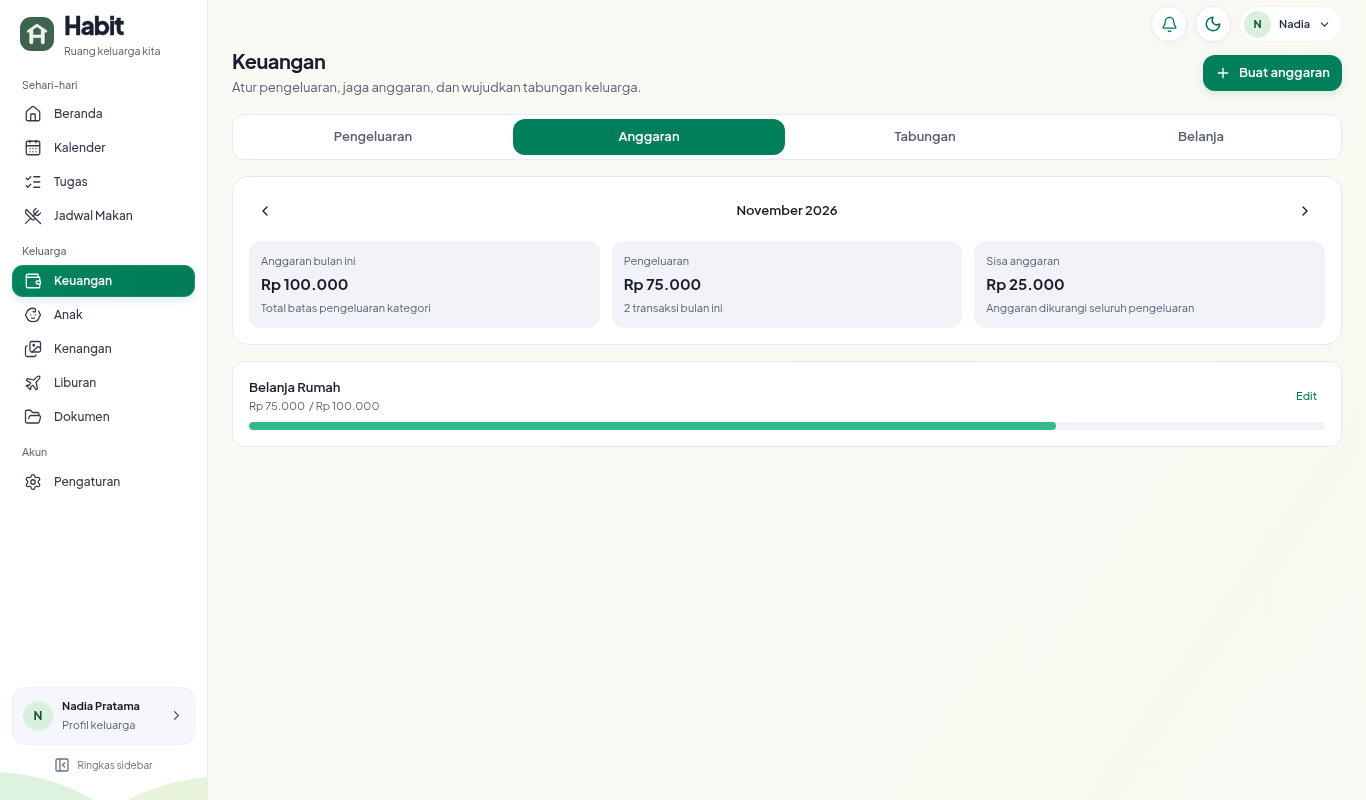 Habit
Ruang keluarga kita
Sehari-hari
Beranda
Kalender
Tugas
Jadwal Makan
Keluarga
Keuangan
Anak
Kenangan
Liburan
Dokumen
Akun
Pengaturan
N
Nadia Pratama
Profil keluarga
Ringkas sidebar
N
Nadia
Keuangan
Atur pengeluaran, jaga anggaran, dan wujudkan tabungan keluarga.
Buat anggaran
Pengeluaran
Anggaran
Tabungan
Belanja
November 2026
Anggaran bulan ini
Rp 100.000
Total batas pengeluaran kategori
Pengeluaran
Rp 75.000
2 transaksi bulan ini
Sisa anggaran
Rp 25.000
Anggaran dikurangi seluruh pengeluaran
Belanja Rumah
Rp 75.000 / Rp 100.000
Edit